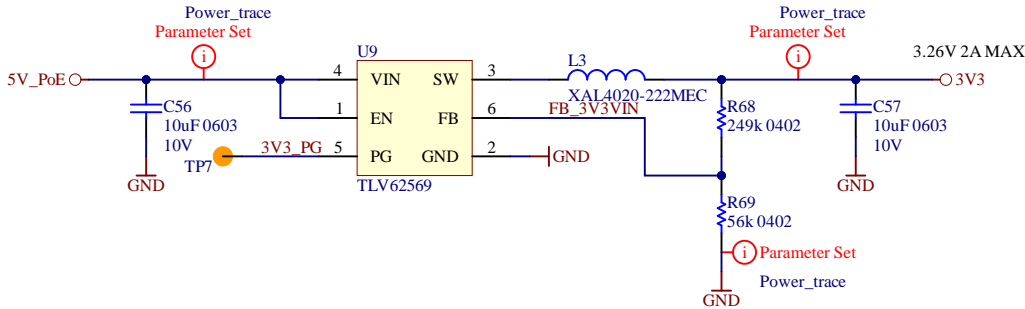 Power_trace
Parameter Set
5V_PoE
C56
10uF 0603
10V
GND
TP7
3V3_PG
U9
4 VIN SW 3
1 EN FB 6
5 PG GND 2
TLV62569
GND
L3
XAL4020-222MEC
FB_3V3VIN
Power_trace
Parameter Set
3.26V 2A MAX
3V3
R68
249k 0402
C57
10uF 0603
10V
GND
R69
56k 0402
Parameter Set
Power_trace
GND